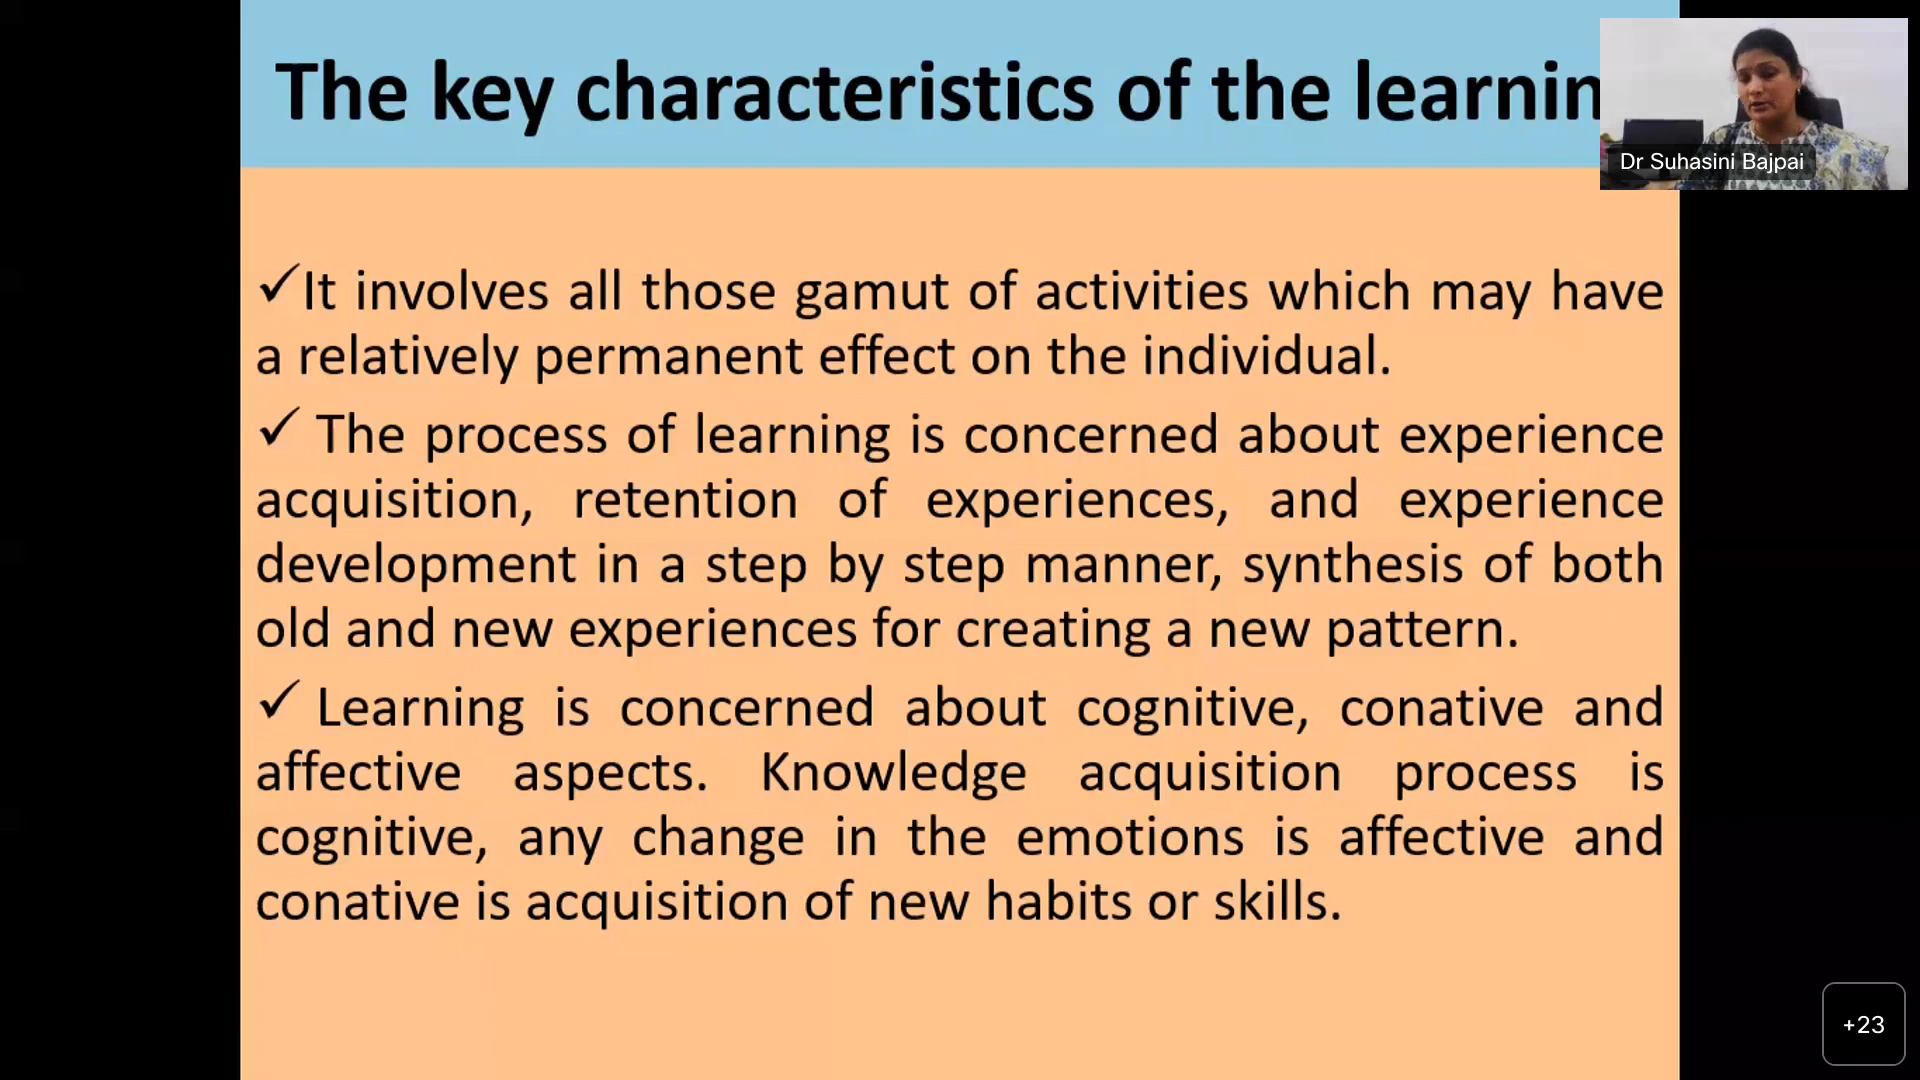 The key characteristics of the learnin
Dr Suhasini Bajpai
✓It involves all those gamut of activities which may have
a relatively permanent effect on the individual.
✓ The process of learning is concerned about experience
acquisition, retention of experiences, and experience
development in a step by step manner, synthesis of both
old and new experiences for creating a new pattern.
✓ Learning is concerned about cognitive, conative and
affective aspects. Knowledge acquisition process is
cognitive, any change in the emotions is affective and
conative is acquisition of new habits or skills.
+23